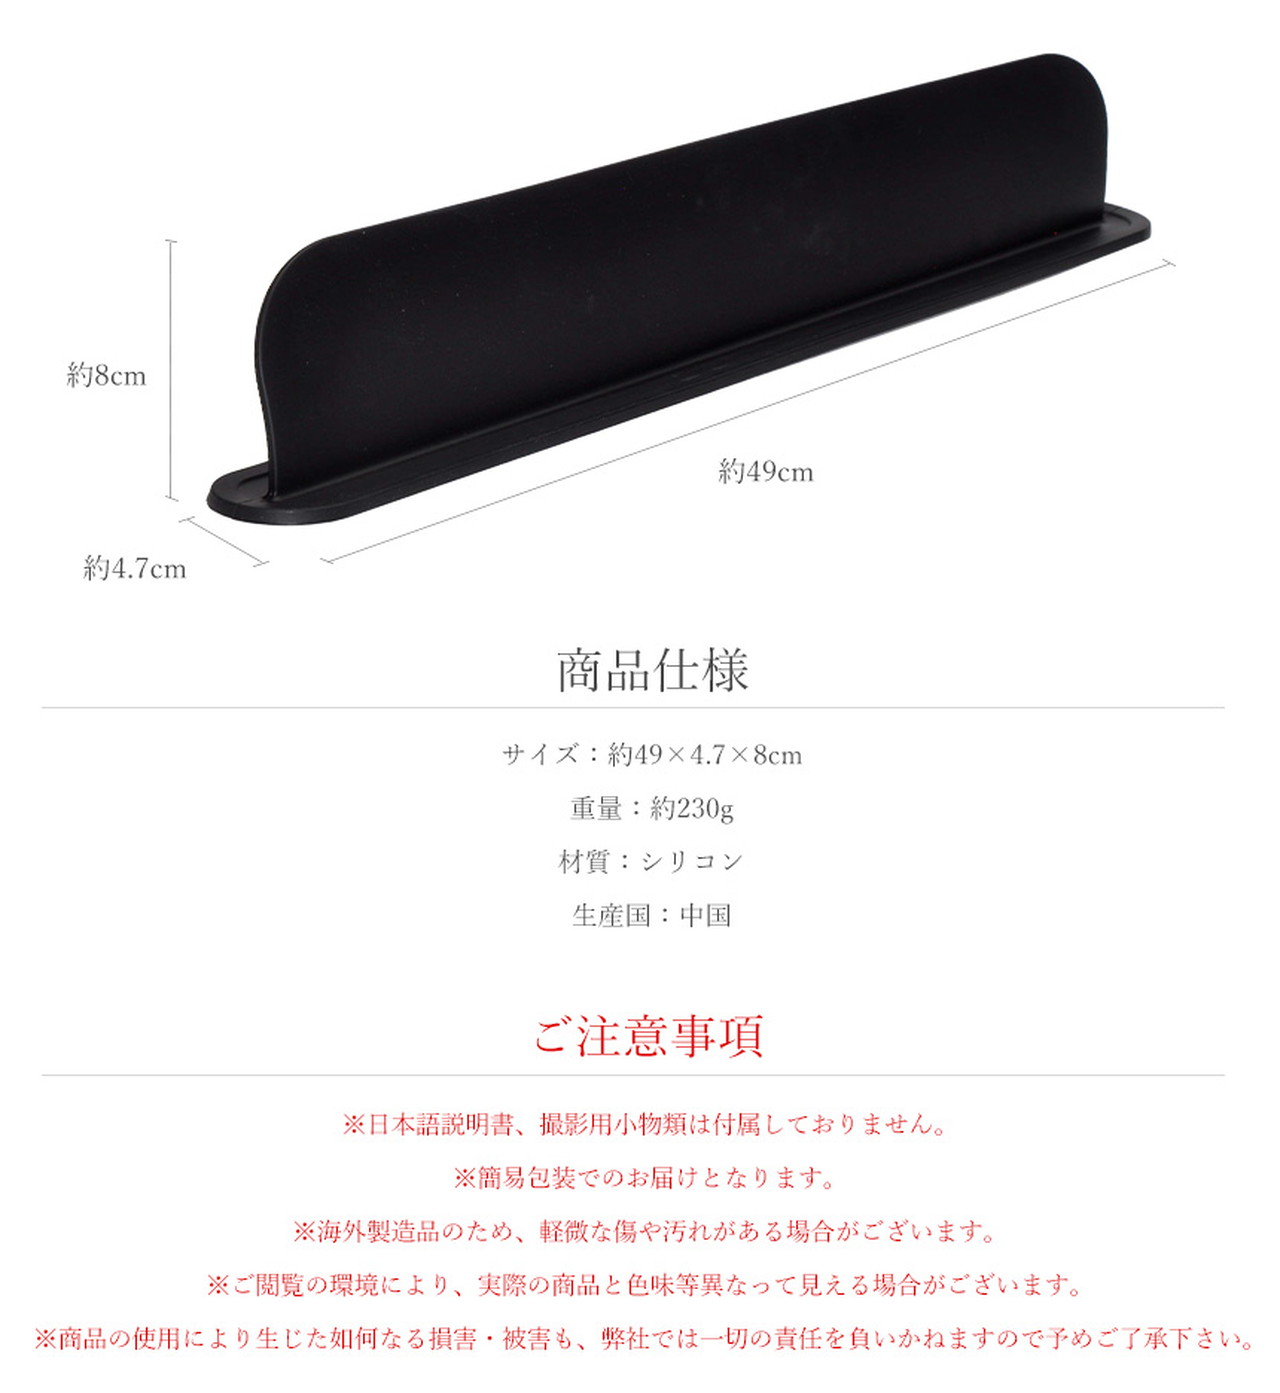 約8cm
約49cm
約4.7cm
商品仕様
サイズ：約49×4.7×8cm
重量：約230g
材質：シリコン
生産国：中国
ご注意事項
※日本語説明書、撮影用小物類は付属しておりません。
※簡易包装でのお届けとなります。
※海外製造品のため、軽微な傷や汚れがある場合がございます。
※ご閲覧の環境により、実際の商品と色味等異なって見える場合がございます。
※商品の使用により生じた如何なる損害・被害も、弊社では一切の責任を負いかねますので予めご了承下さい。